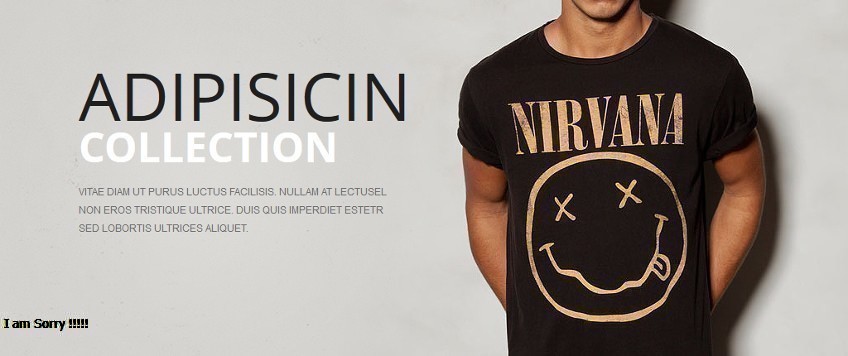 ADIPISICIN
COLLECTION
VITAE DIAM UT PURUS LUCTUS FACILISIS. NULLAM AT LECTUSEL
NON EROS TRISTIQUE ULTRICE. DUIS QUIS IMPERDIET ESTETR
SED LOBORTIS ULTRICES ALIQUET.
NIRVANA
I am Sorry !!!!!